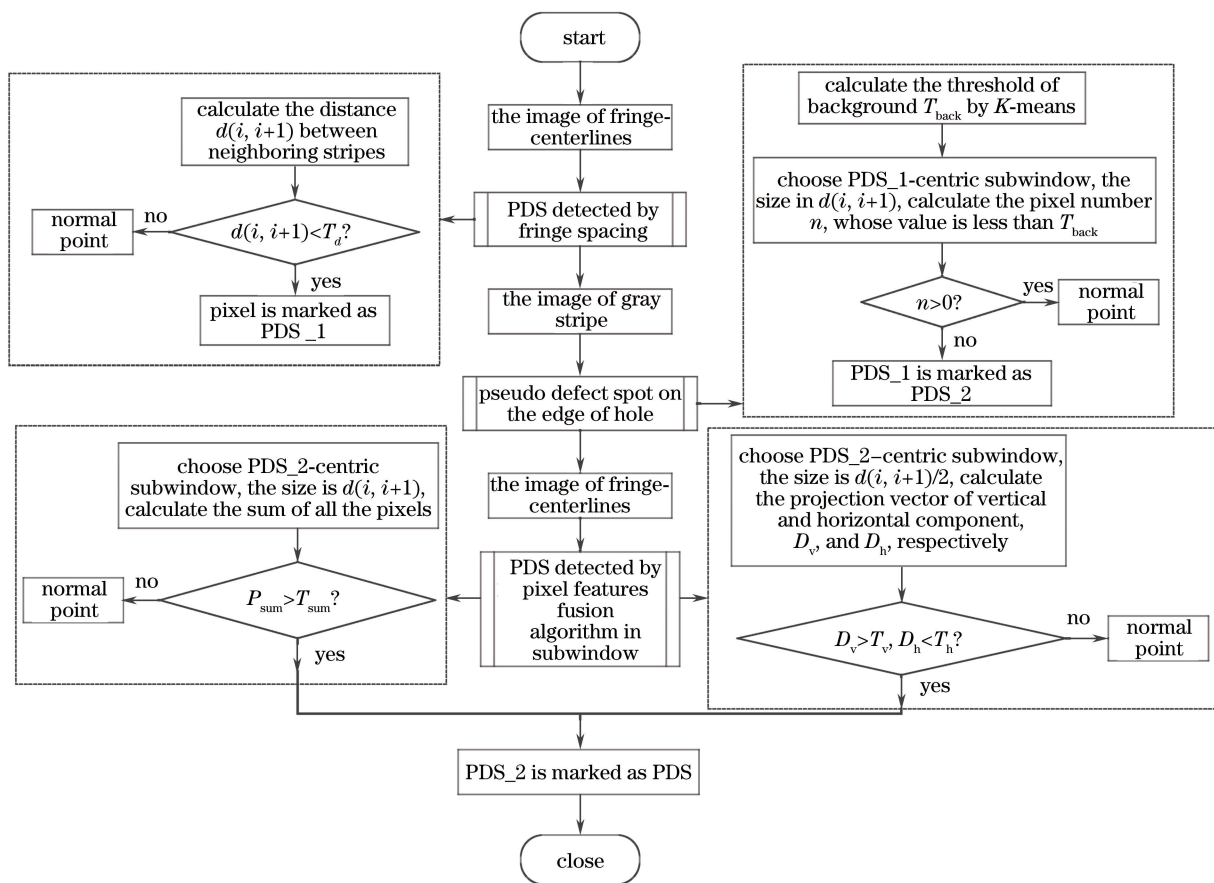 start
the image of fringe-
centerlines
PDS detected by
fringe spacing
calculate the distance
d(i, i+1) between
neighboring stripes
d(i, i+1)<T_d?
no
normal
point
yes
pixel is marked as
PDS _1
the image of gray
stripe
pseudo defect spot on
the edge of hole
calculate the threshold of
background T_back by K-means
choose PDS_1-centric subwindow, the
size in d(i, i+1), calculate the pixel number
n, whose value is less than T_back
n>0?
yes
normal
point
no
PDS_1 is marked as
PDS_2
the image of fringe-
centerlines
PDS detected by
pixel features
fusion
algorithm in
subwindow
choose PDS_2-centric
subwindow, the size is d(i, i+1),
calculate the sum of all the pixels
P_sum>T_sum?
no
normal
point
yes
choose PDS_2–centric subwindow,
the size is d(i, i+1)/2, calculate
the projection vector of vertical
and horizontal component,
D_v, and D_h, respectively
D_v>T_v, D_h<T_h?
no
normal
point
yes
PDS_2 is marked as PDS
close